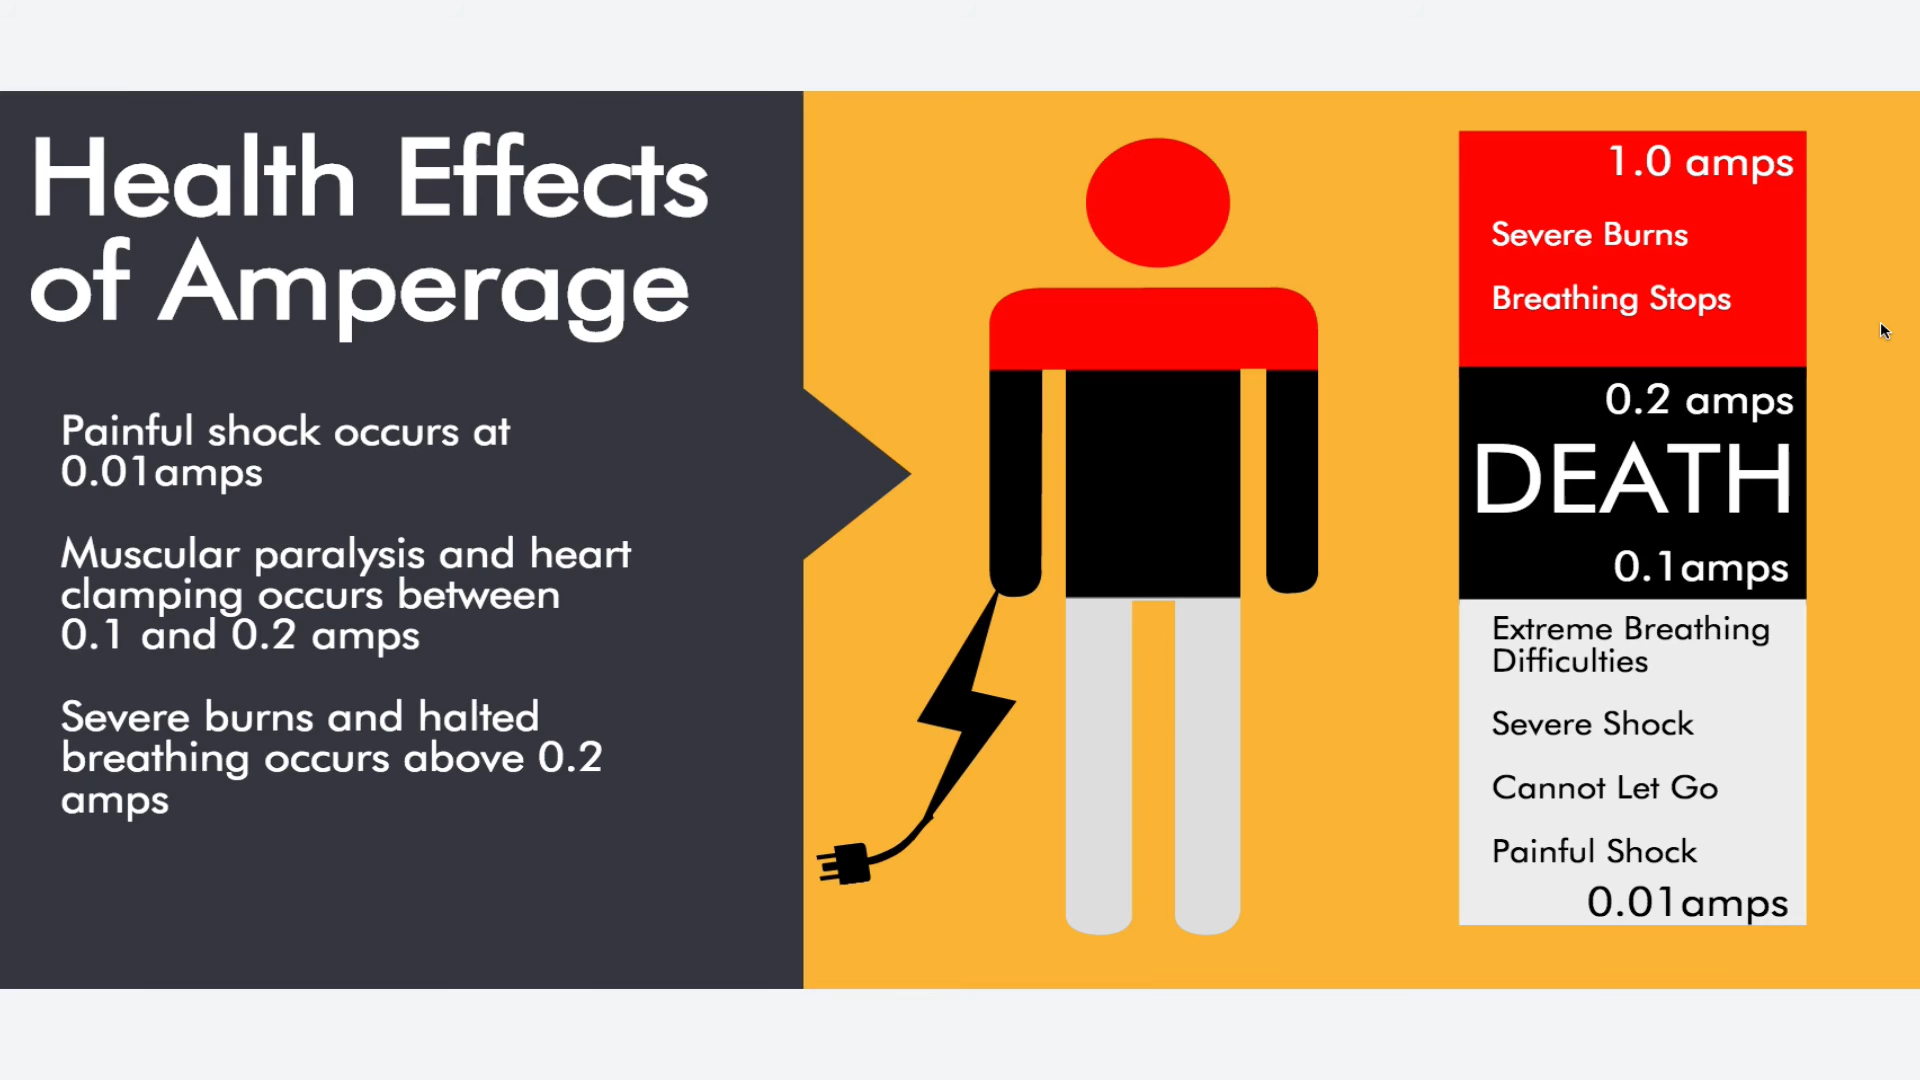 Health Effects
of Amperage
Painful shock occurs at
0.01amps
Muscular paralysis and heart
clamping occurs between
0.1 and 0.2 amps
Severe burns and halted
breathing occurs above 0.2
amps
1.0 amps
Severe Burns
Breathing Stops
0.2 amps
DEATH
0.1amps
Extreme Breathing
Difficulties
Severe Shock
Cannot Let Go
Painful Shock
0.01amps